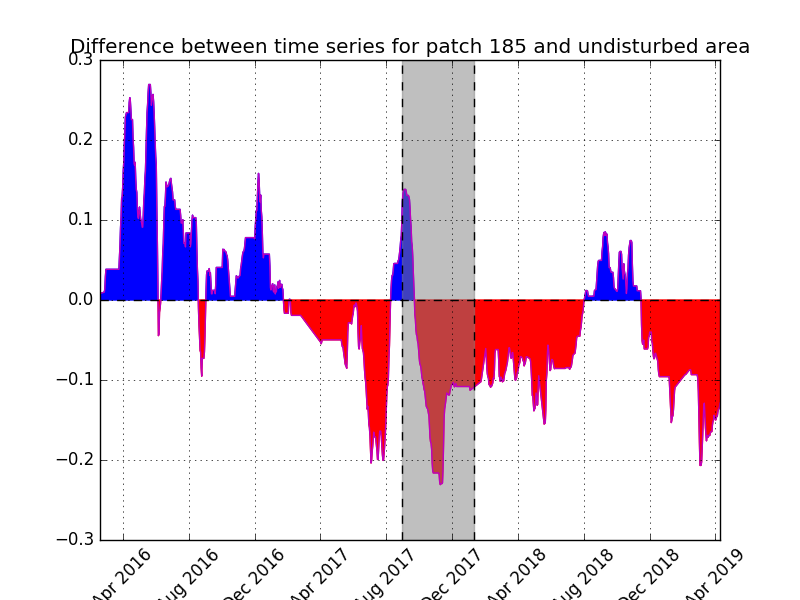 Difference between time series for patch 185 and undisturbed area
0.3
0.2
0.1
0.0
−0.1
−0.2
−0.3
Apr 2016
Aug 2016
Dec 2016
Apr 2017
Aug 2017
Dec 2017
Apr 2018
Aug 2018
Dec 2018
Apr 2019